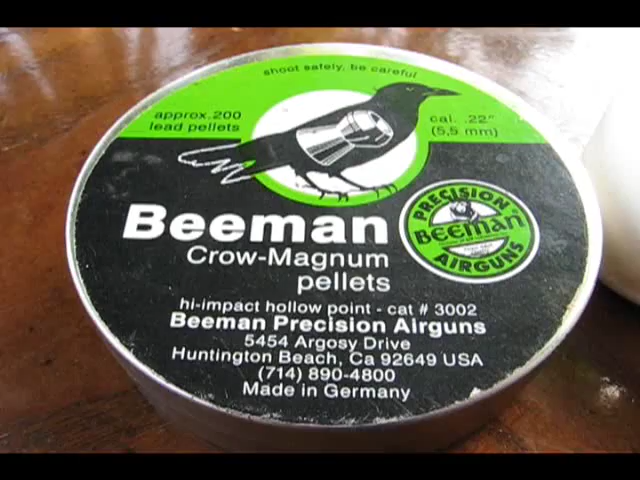 shoot safely, be careful
approx. 200
lead pellets
cal. .22"
(5,5 mm)
Beeman
Crow-Magnum
pellets
PRECISION
BEEMAN
AIRGUNS
hi-impact hollow point - cat # 3002
Beeman Precision Airguns
5454 Argosy Drive
Huntington Beach, Ca 92649 USA
(714) 890-4800
Made in Germany